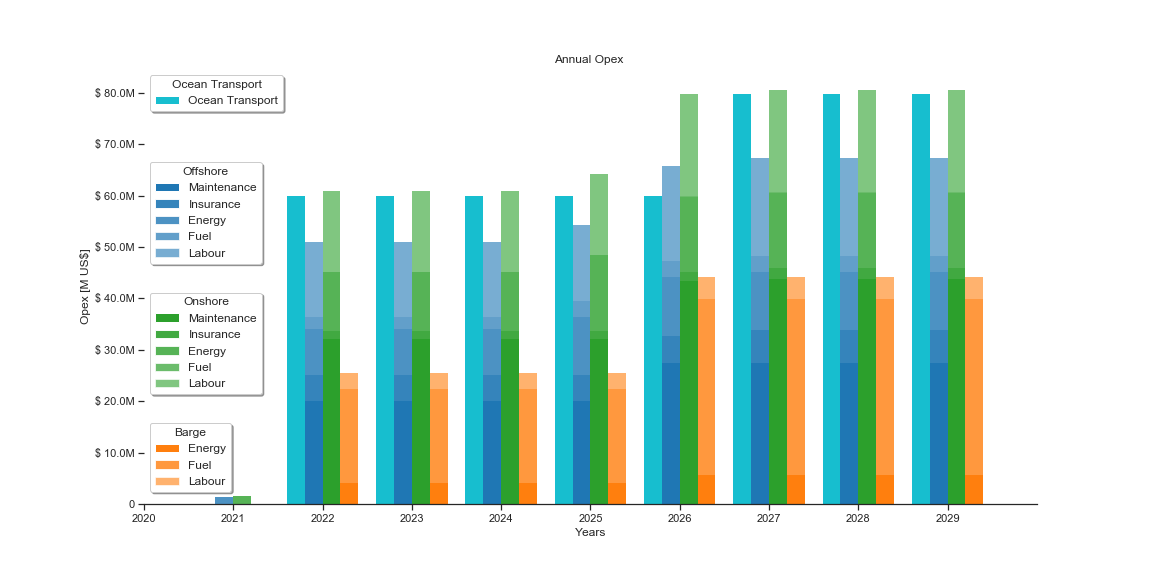 Annual Opex
Ocean Transport
Ocean Transport
Offshore
Maintenance
Insurance
Energy
Fuel
Labour
Onshore
Maintenance
Insurance
Energy
Fuel
Labour
Barge
Energy
Fuel
Labour
Opex [M US$]
$ 80.0M
$ 70.0M
$ 60.0M
$ 50.0M
$ 40.0M
$ 30.0M
$ 20.0M
$ 10.0M
0
2020 2021 2022 2023 2024 2025 2026 2027 2028 2029
Years